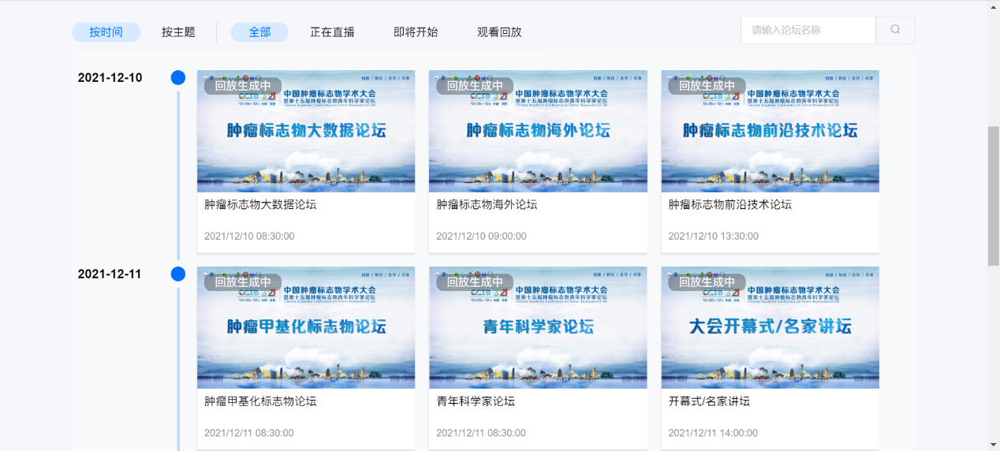 按时间
按主题
全部
正在直播
即将开始
观看回放
请输入论坛名称
2021-12-10
回放生成中
创新 / 转化 / 合作 / 共享
中国肿瘤标志物学术大会
暨第十五届肿瘤标志物青年科学家论坛
肿瘤标志物大数据论坛
肿瘤标志物大数据论坛
2021/12/10 08:30:00
回放生成中
创新 / 转化 / 合作 / 共享
中国肿瘤标志物学术大会
暨第十五届肿瘤标志物青年科学家论坛
肿瘤标志物海外论坛
肿瘤标志物海外论坛
2021/12/10 09:00:00
回放生成中
创新 / 转化 / 合作 / 共享
中国肿瘤标志物学术大会
暨第十五届肿瘤标志物青年科学家论坛
肿瘤标志物前沿技术论坛
肿瘤标志物前沿技术论坛
2021/12/10 13:30:00
2021-12-11
回放生成中
创新 / 转化 / 合作 / 共享
中国肿瘤标志物学术大会
暨第十五届肿瘤标志物青年科学家论坛
肿瘤甲基化标志物论坛
肿瘤甲基化标志物论坛
2021/12/11 08:30:00
回放生成中
创新 / 转化 / 合作 / 共享
中国肿瘤标志物学术大会
暨第十五届肿瘤标志物青年科学家论坛
青年科学家论坛
青年科学家论坛
2021/12/11 08:30:00
回放生成中
创新 / 转化 / 合作 / 共享
中国肿瘤标志物学术大会
暨第十五届肿瘤标志物青年科学家论坛
大会开幕式/名家讲坛
开幕式/名家讲坛
2021/12/11 14:00:00